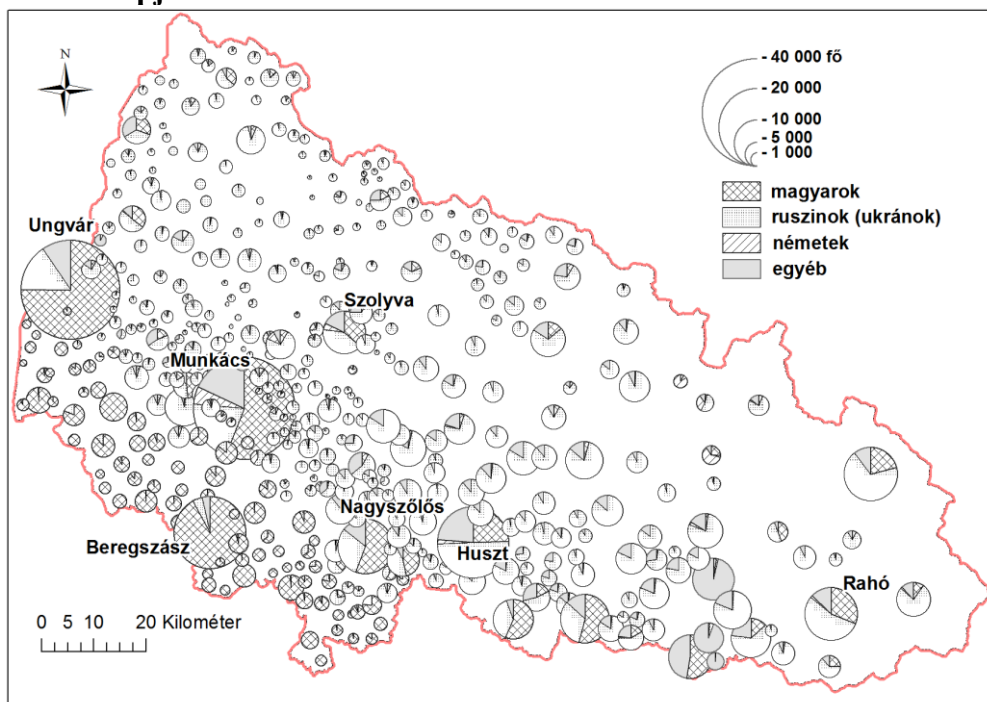 N
- 40 000 fő
- 20 000
- 10 000
- 5 000
- 1 000
magyarok
ruszinok (ukránok)
németek
egyéb
Ungvár
Szolyva
Munkács
Nagyszőlős
Beregszász
Huszt
Rahó
0 5 10 20 Kilométer